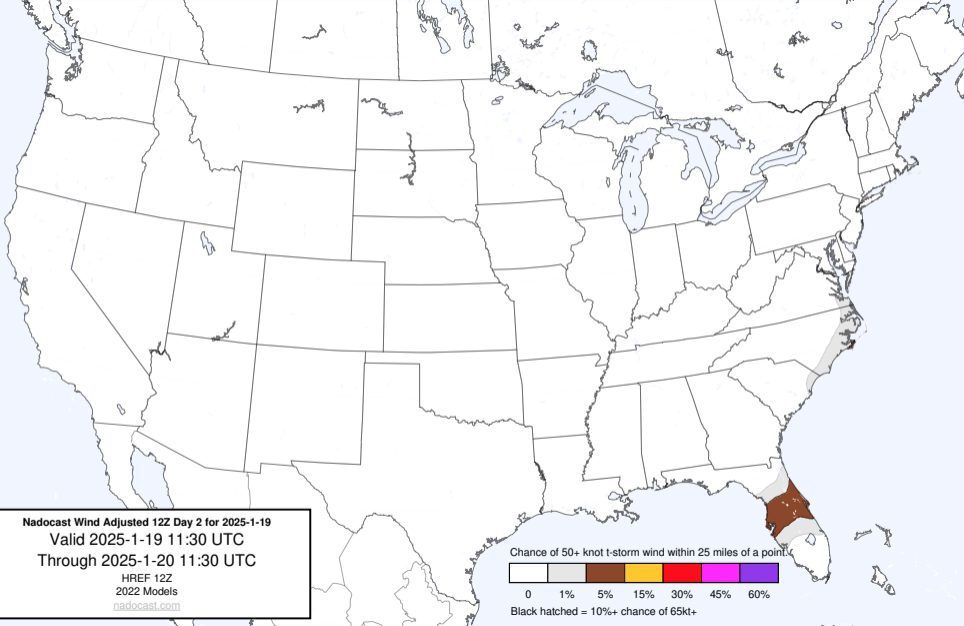 Nadocast Wind Adjusted 12Z Day 2 for 2025-1-19
Valid 2025-1-19 11:30 UTC
Through 2025-1-20 11:30 UTC
HREF 12Z
2022 Models
nadocast.com
Chance of 50+ knot t-storm wind within 25 miles of a point.
0 1% 5% 15% 30% 45% 60%
Black hatched = 10%+ chance of 65kt+